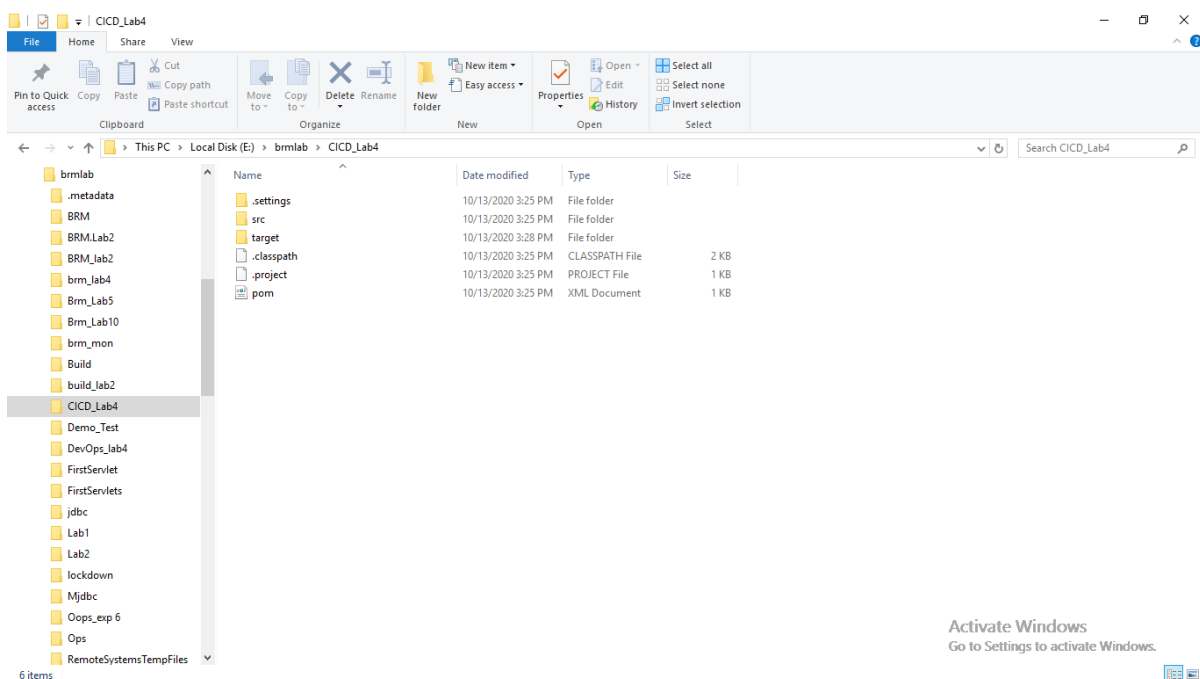 CICD_Lab4
File Home Share View
Pin to Quick access
Copy
Paste
Cut
Copy path
Paste shortcut
Clipboard
Move to
Copy to
Delete
Rename
Organize
New folder
New item
Easy access
New
Properties
Open
Edit
History
Open
Select all
Select none
Invert selection
Select
This PC > Local Disk (E:) > brmlab > CICD_Lab4
Search CICD_Lab4
brmlab
.metadata
BRM
BRM.Lab2
BRM_lab2
brm_lab4
Brm_Lab5
Brm_Lab10
brm_mon
Build
build_lab2
CICD_Lab4
Demo_Test
DevOps_lab4
FirstServlet
FirstServlets
jdbc
Lab1
Lab2
lockdown
Mjdbc
Oops_exp 6
Ops
RemoteSystemsTempFiles
Name Date modified Type Size
.settings 10/13/2020 3:25 PM File folder
src 10/13/2020 3:25 PM File folder
target 10/13/2020 3:28 PM File folder
.classpath 10/13/2020 3:25 PM CLASSPATH File 2 KB
.project 10/13/2020 3:25 PM PROJECT File 1 KB
pom 10/13/2020 3:25 PM XML Document 1 KB
Activate Windows
Go to Settings to activate Windows.
6 items